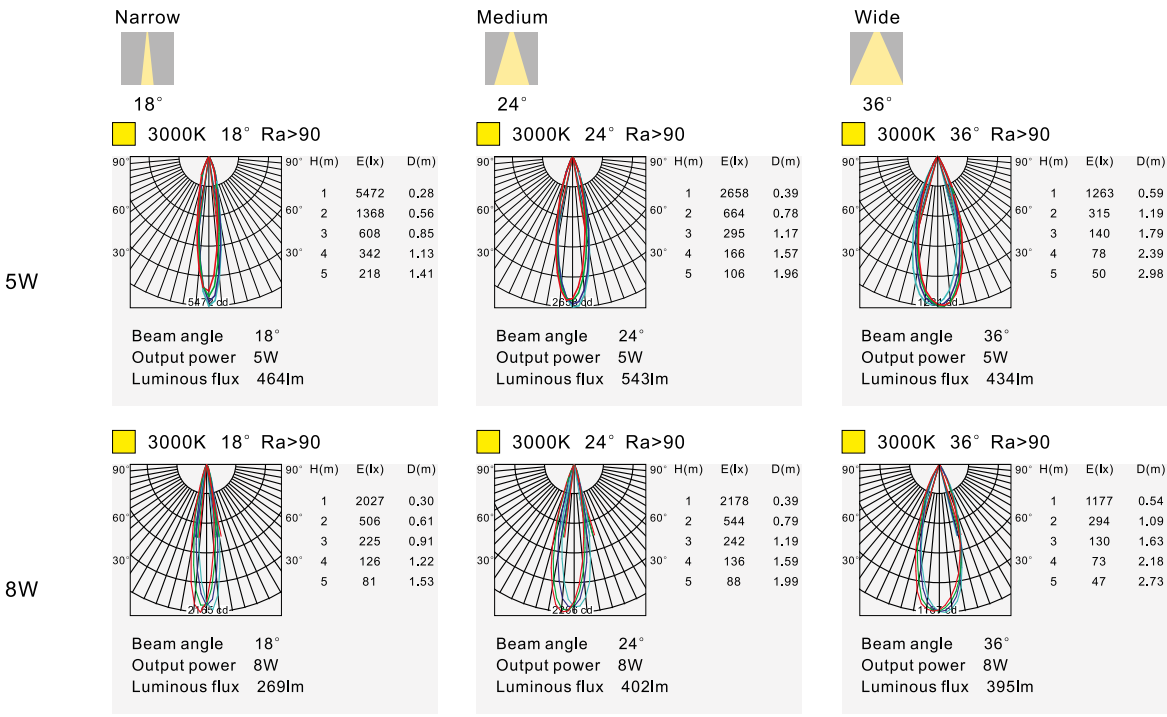 Narrow
18°
Medium
24°
Wide
36°
5W
3000K 18° Ra>90
90° 90° H(m) E(lx) D(m)
1 5472 0.28
60° 60° 2 1368 0.56
3 608 0.85
30° 30° 4 342 1.13
5 218 1.41
cd
Beam angle 18°
Output power 5W
Luminous flux 464lm
3000K 24° Ra>90
90° 90° H(m) E(lx) D(m)
1 2658 0.39
60° 60° 2 664 0.78
3 295 1.17
30° 30° 4 166 1.57
5 106 1.96
cd
Beam angle 24°
Output power 5W
Luminous flux 543lm
3000K 36° Ra>90
90° 90° H(m) E(lx) D(m)
1 1263 0.59
60° 60° 2 315 1.19
3 140 1.79
30° 30° 4 78 2.39
5 50 2.98
cd
Beam angle 36°
Output power 5W
Luminous flux 434lm
8W
3000K 18° Ra>90
90° 90° H(m) E(lx) D(m)
1 2027 0.30
60° 60° 2 506 0.61
3 225 0.91
30° 30° 4 126 1.22
5 81 1.53
cd
Beam angle 18°
Output power 8W
Luminous flux 269lm
3000K 24° Ra>90
90° 90° H(m) E(lx) D(m)
1 2178 0.39
60° 60° 2 544 0.79
3 242 1.19
30° 30° 4 136 1.59
5 88 1.99
cd
Beam angle 24°
Output power 8W
Luminous flux 402lm
3000K 36° Ra>90
90° 90° H(m) E(lx) D(m)
1 1177 0.54
60° 60° 2 294 1.09
3 130 1.63
30° 30° 4 73 2.18
5 47 2.73
cd
Beam angle 36°
Output power 8W
Luminous flux 395lm